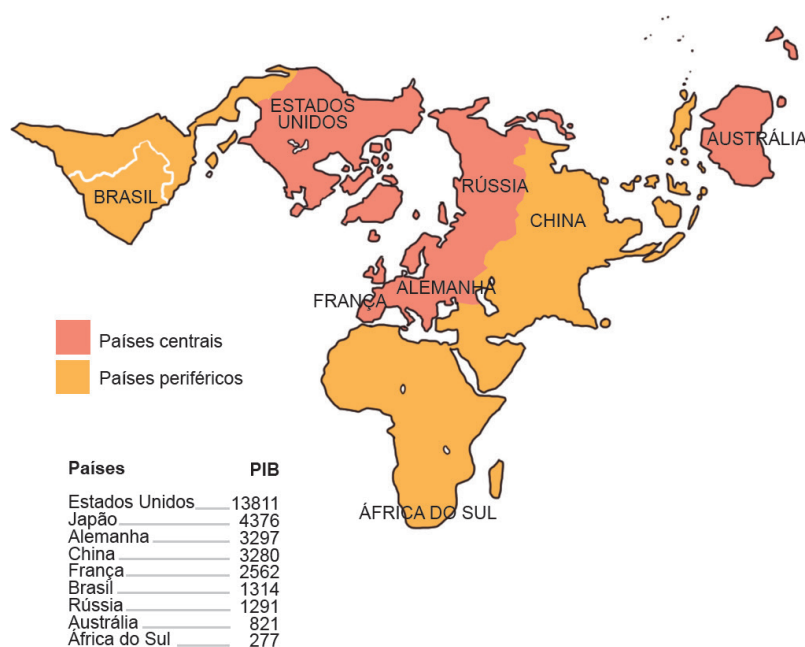 ESTADOS
UNIDOS
AUSTRÁLIA
BRASIL
RÚSSIA
CHINA
ALEMANHA
FRANÇA
Países centrais
Países periféricos
Países PIB
Estados Unidos 13811
Japão 4376
Alemanha 3297
China 3280
França 2562
Brasil 1314
Rússia 1291
Austrália 821
África do Sul 277
ÁFRICA DO SUL